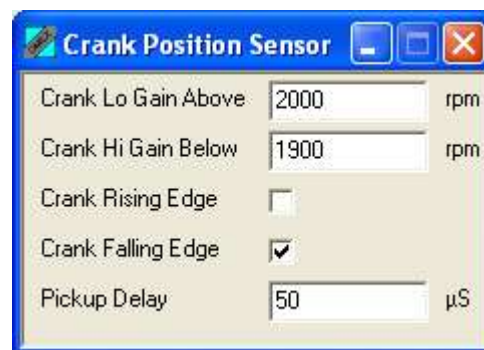 Crank Position Sensor
Crank Lo Gain Above 2000 rpm
Crank Hi Gain Below 1900 rpm
Crank Rising Edge
Crank Falling Edge
Pickup Delay 50 µS